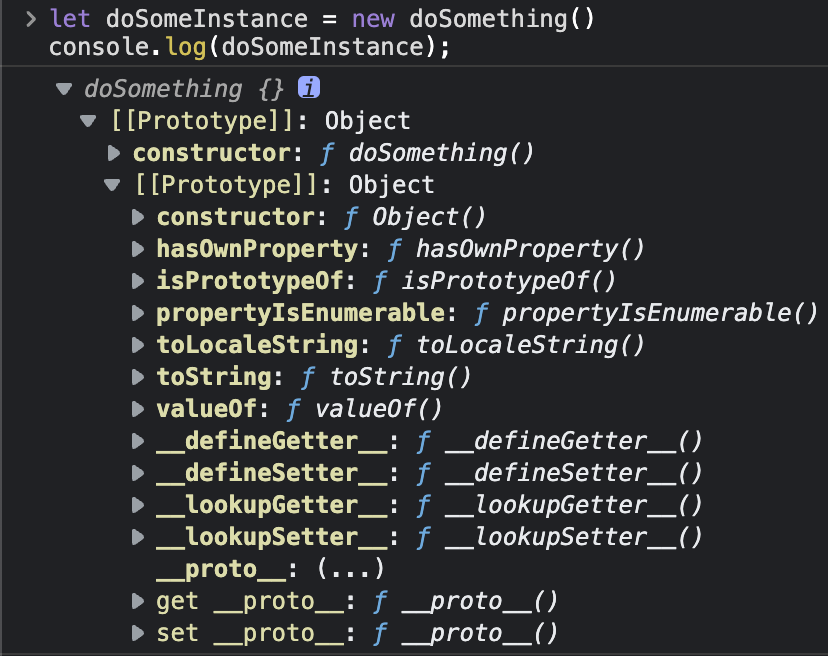 > let doSomeInstance = new doSomething()
console.log(doSomeInstance);
▼ doSomething {} i
▼ [[Prototype]]: Object
▶ constructor: ƒ doSomething()
▼ [[Prototype]]: Object
▶ constructor: ƒ Object()
▶ hasOwnProperty: ƒ hasOwnProperty()
▶ isPrototypeOf: ƒ isPrototypeOf()
▶ propertyIsEnumerable: ƒ propertyIsEnumerable()
▶ toLocaleString: ƒ toLocaleString()
▶ toString: ƒ toString()
▶ valueOf: ƒ valueOf()
▶ __defineGetter__: ƒ __defineGetter__()
▶ __defineSetter__: ƒ __defineSetter__()
▶ __lookupGetter__: ƒ __lookupGetter__()
▶ __lookupSetter__: ƒ __lookupSetter__()
__proto__: (...)
▶ get __proto__: ƒ __proto__()
▶ set __proto__: ƒ __proto__()